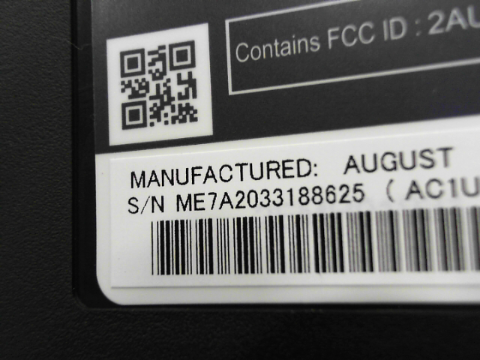 Contains FCC ID : 2AU
MANUFACTURED: AUGUST
S/N ME7A2033188625 ( AC1U